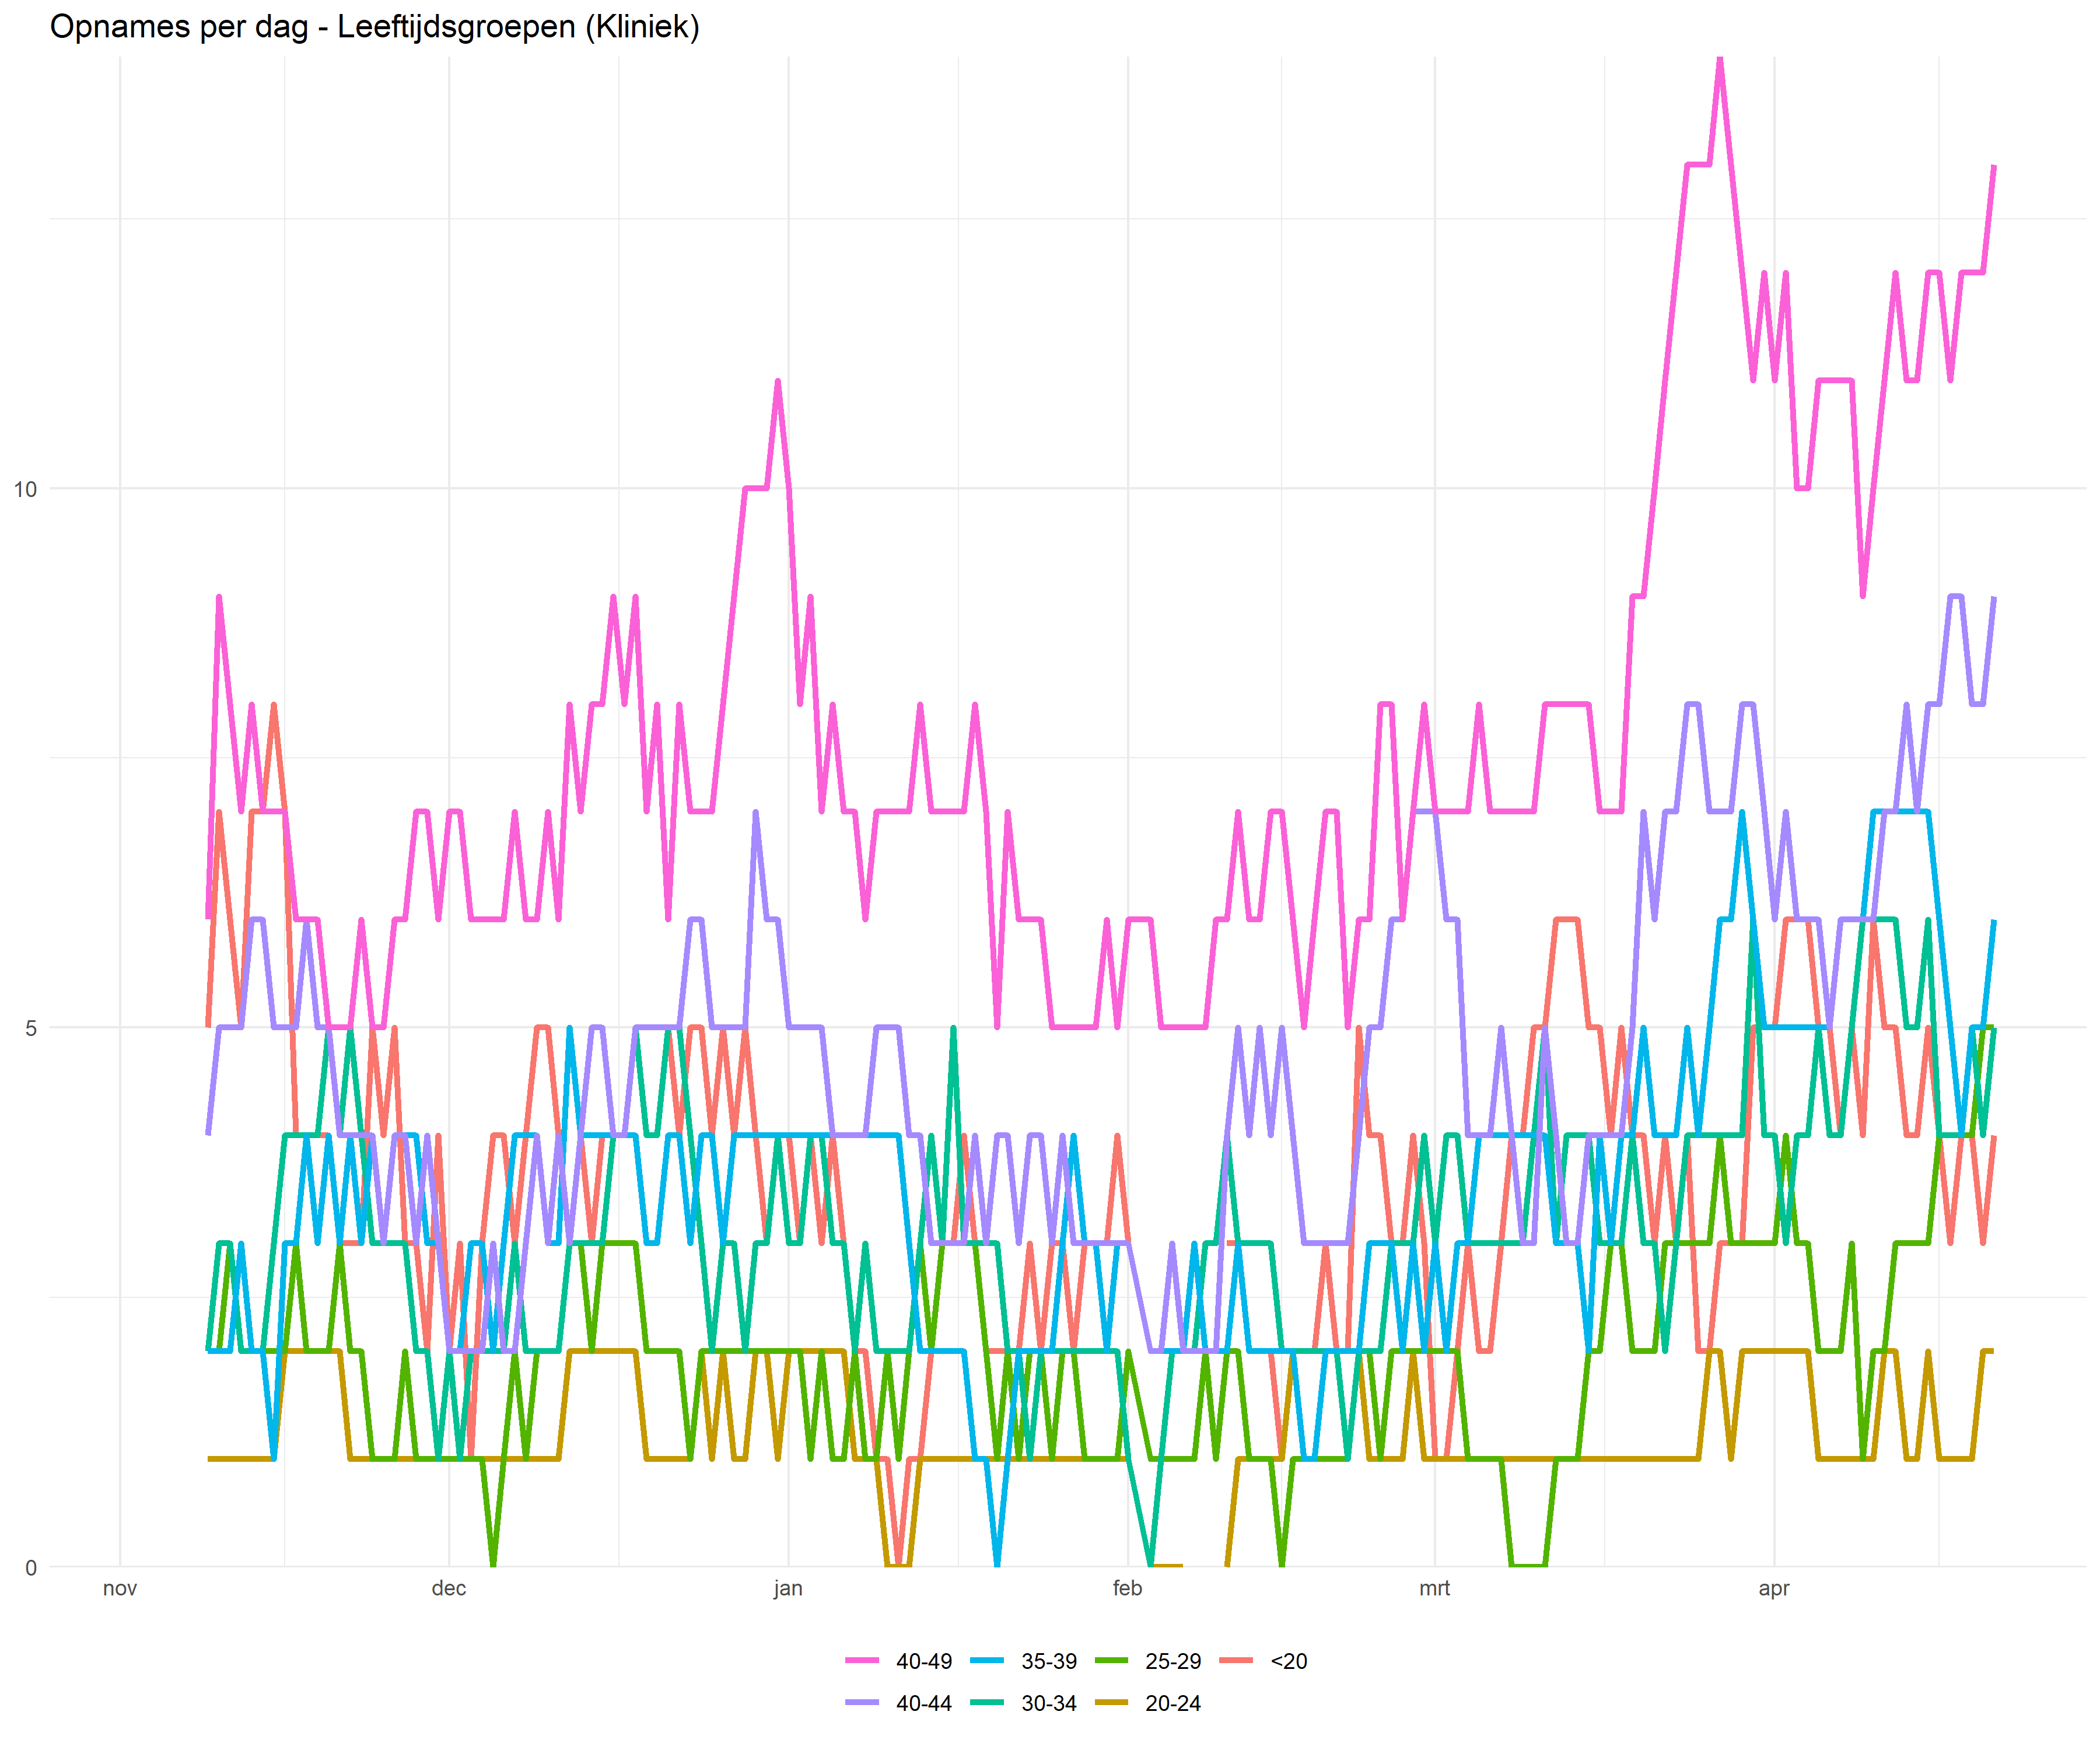 Opnames per dag - Leeftijdsgroepen (Kliniek)
10
5
0
nov dec jan feb mrt apr
40-49 35-39 25-29 <20
40-44 30-34 20-24